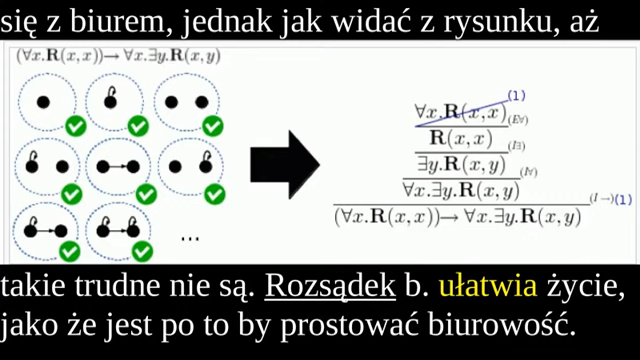 się z biurem, jednak jak widać z rysunku, aż
(∀x.R(x,x))→ ∀x.∃y.R(x,y)
∀x.R(x,x) (1)
(E∀)
R(x,x)
(I∃)
∃y.R(x,y)
(I∀)
∀x.∃y.R(x,y)
(I→)(1)
(∀x.R(x,x))→ ∀x.∃y.R(x,y)
...
takie trudne nie są. Rozsądek b. ułatwia życie,
jako że jest po to by prostować biurowość.